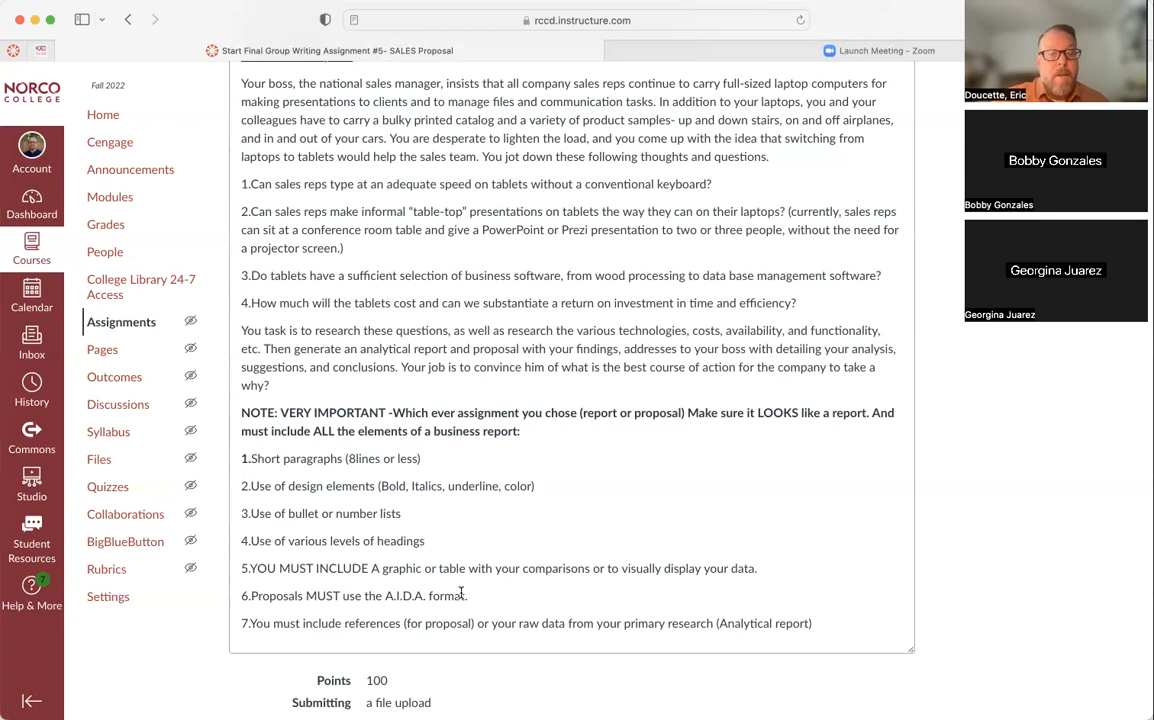 rccd.instructure.com
Start Final Group Writing Assignment #5- SALES Proposal
Launch Meeting - Zoom
NORCO
COLLEGE
Account
Dashboard
Courses
Calendar
Inbox
History
Commons
Studio
Student
Resources
7
Help & More
Fall 2022
Home
Cengage
Announcements
Modules
Grades
People
College Library 24-7
Access
Assignments
Pages
Outcomes
Discussions
Syllabus
Files
Quizzes
Collaborations
BigBlueButton
Rubrics
Settings
Your boss, the national sales manager, insists that all company sales reps continue to carry full-sized laptop computers for
making presentations to clients and to manage files and communication tasks. In addition to your laptops, you and your
colleagues have to carry a bulky printed catalog and a variety of product samples- up and down stairs, on and off airplanes,
and in and out of your cars. You are desperate to lighten the load, and you come up with the idea that switching from
laptops to tablets would help the sales team. You jot down these following thoughts and questions.
1.Can sales reps type at an adequate speed on tablets without a conventional keyboard?
2.Can sales reps make informal “table-top” presentations on tablets the way they can on their laptops? (currently, sales reps
can sit at a conference room table and give a PowerPoint or Prezi presentation to two or three people, without the need for
a projector screen.)
3.Do tablets have a sufficient selection of business software, from wood processing to data base management software?
4.How much will the tablets cost and can we substantiate a return on investment in time and efficiency?
You task is to research these questions, as well as research the various technologies, costs, availability, and functionality,
etc. Then generate an analytical report and proposal with your findings, addresses to your boss with detailing your analysis,
suggestions, and conclusions. Your job is to convince him of what is the best course of action for the company to take a
why?
NOTE: VERY IMPORTANT -Which ever assignment you chose (report or proposal) Make sure it LOOKS like a report. And
must include ALL the elements of a business report:
1.Short paragraphs (8lines or less)
2.Use of design elements (Bold, Italics, underline, color)
3.Use of bullet or number lists
4.Use of various levels of headings
5.YOU MUST INCLUDE A graphic or table with your comparisons or to visually display your data.
6.Proposals MUST use the A.I.D.A. format.
7.You must include references (for proposal) or your raw data from your primary research (Analytical report)
Points 100
Submitting a file upload
Doucette, Eric
Bobby Gonzales
Bobby Gonzales
Georgina Juarez
Georgina Juarez